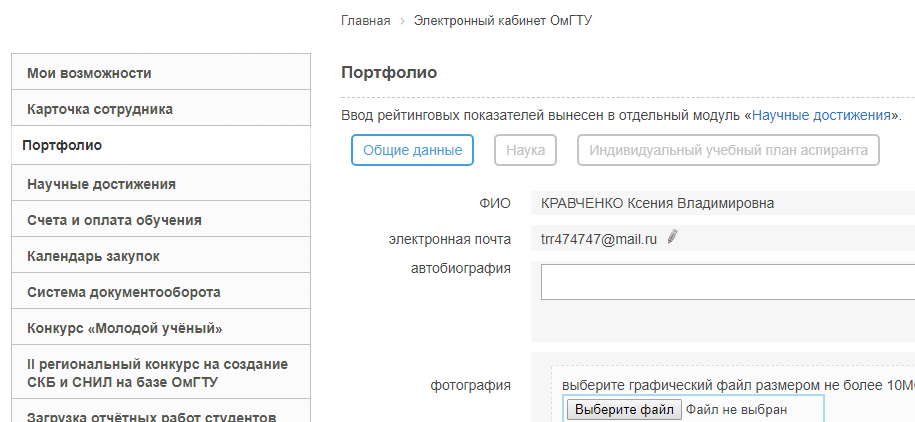 Главная > Электронный кабинет ОмГТУ
Мои возможности
Карточка сотрудника
Портфолио
Научные достижения
Счета и оплата обучения
Календарь закупок
Система документооборота
Конкурс «Молодой учёный»
II региональный конкурс на создание
СКБ и СНИЛ на базе ОмГТУ
Загрузка отчётных работ студентов
Портфолио
Ввод рейтинговых показателей вынесен в отдельный модуль «Научные достижения».
Общие данные Наука Индивидуальный учебный план аспиранта
ФИО КРАВЧЕНКО Ксения Владимировна
электронная почта trr474747@mail.ru
автобиография
фотография выберите графический файл размером не более 10М
Выберите файл Файл не выбран